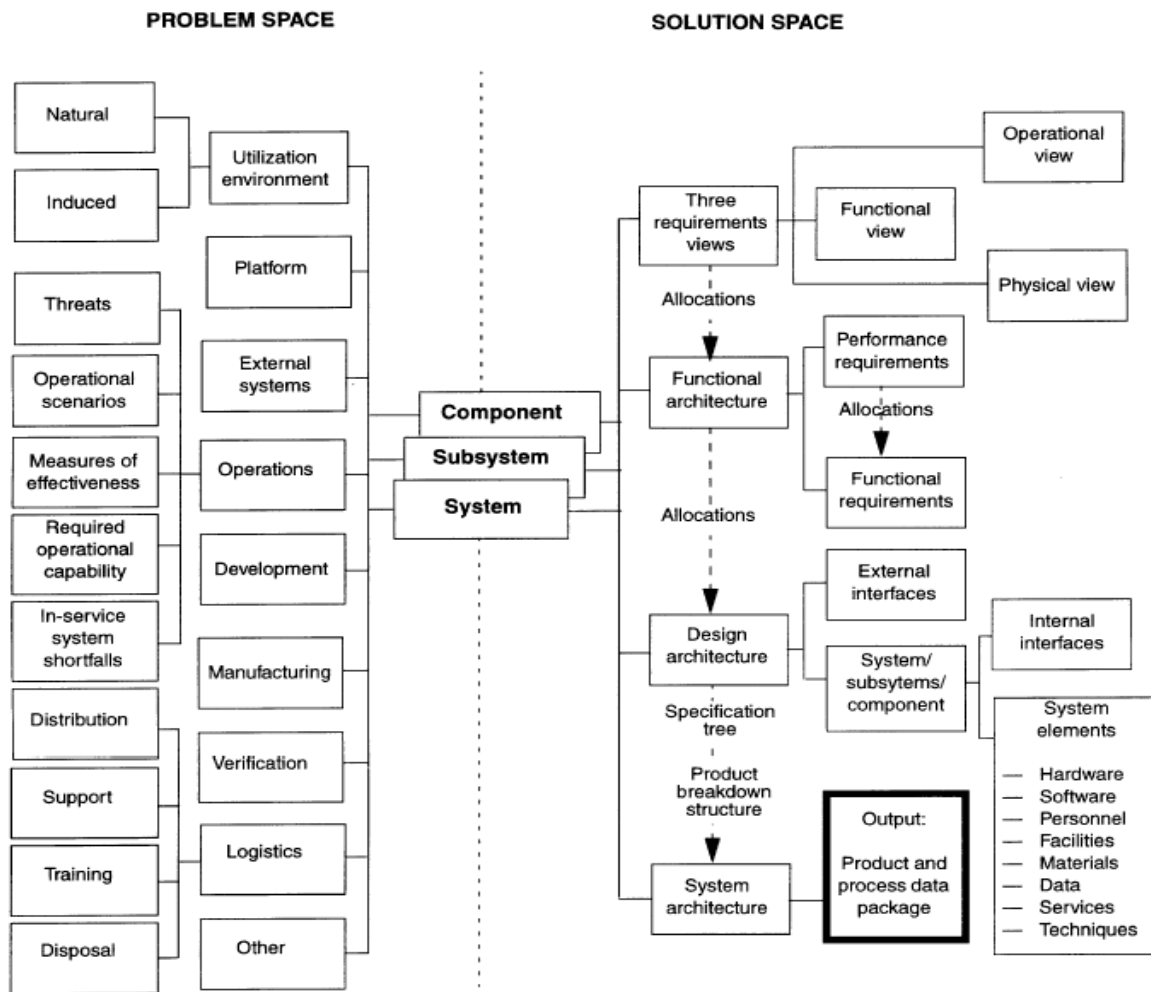 PROBLEM SPACE
SOLUTION SPACE
Natural
Induced
Utilization
environment
Platform
Threats
Operational
scenarios
Measures of
effectiveness
Required
operational
capability
In-service
system
shortfalls
External
systems
Operations
Development
Manufacturing
Distribution
Support
Training
Disposal
Verification
Logistics
Other
Component
Subsystem
System
Three
requirements
views
Operational
view
Functional
view
Physical view
Allocations
Functional
architecture
Performance
requirements
Allocations
Functional
requirements
Allocations
Design
architecture
External
interfaces
System/
subsytems/
component
Internal
interfaces
System
elements
— Hardware
— Software
— Personnel
— Facilities
— Materials
— Data
— Services
— Techniques
Specification
tree
Product
breakdown
structure
System
architecture
Output:
Product and
process data
package